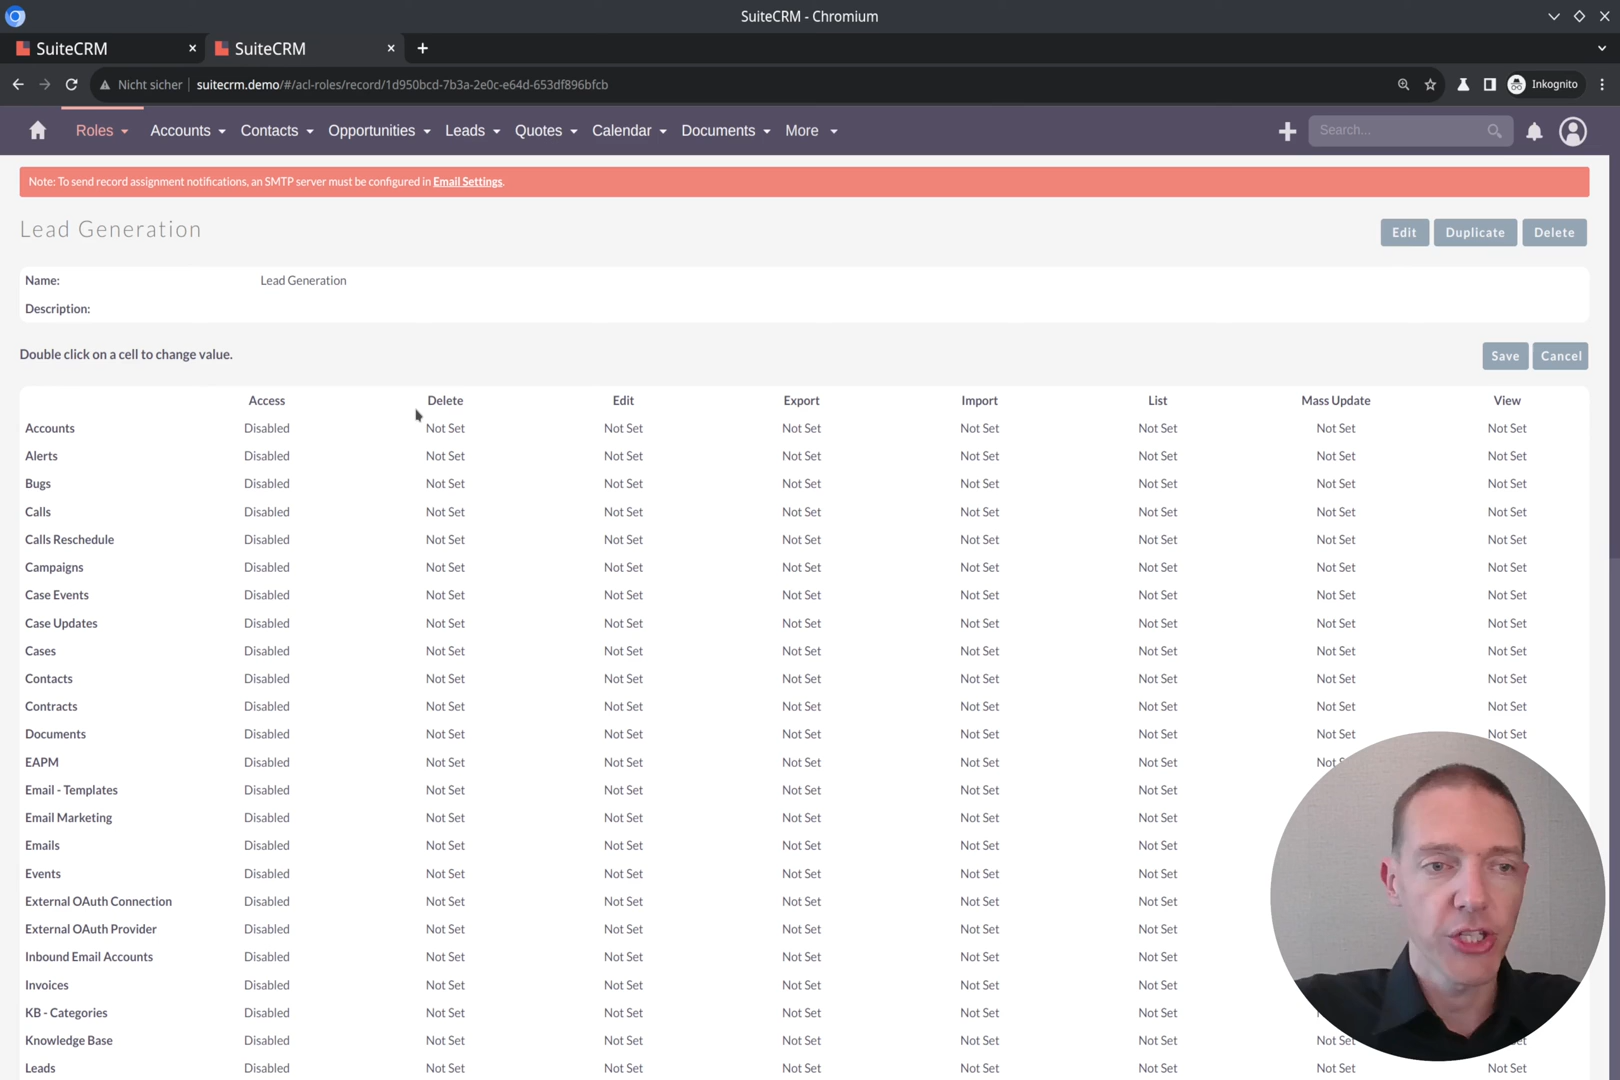 SuiteCRM - Chromium
SuiteCRM SuiteCRM
Nicht sicher suitecrm.demo/#/acl-roles/record/1d950bcd-7b3a-2e0c-e64d-653df896bfcb Inkognito
Roles Accounts Contacts Opportunities Leads Quotes Calendar Documents More Search...
Note: To send record assignment notifications, an SMTP server must be configured in Email Settings.
Lead Generation Edit Duplicate Delete
Name: Lead Generation
Description:
Double click on a cell to change value. Save Cancel
Access Delete Edit Export Import List Mass Update View
Accounts Disabled Not Set Not Set Not Set Not Set Not Set Not Set Not Set
Alerts Disabled Not Set Not Set Not Set Not Set Not Set Not Set Not Set
Bugs Disabled Not Set Not Set Not Set Not Set Not Set Not Set Not Set
Calls Disabled Not Set Not Set Not Set Not Set Not Set Not Set Not Set
Calls Reschedule Disabled Not Set Not Set Not Set Not Set Not Set Not Set Not Set
Campaigns Disabled Not Set Not Set Not Set Not Set Not Set Not Set Not Set
Case Events Disabled Not Set Not Set Not Set Not Set Not Set Not Set Not Set
Case Updates Disabled Not Set Not Set Not Set Not Set Not Set Not Set Not Set
Cases Disabled Not Set Not Set Not Set Not Set Not Set Not Set Not Set
Contacts Disabled Not Set Not Set Not Set Not Set Not Set Not Set Not Set
Contracts Disabled Not Set Not Set Not Set Not Set Not Set Not Set Not Set
Documents Disabled Not Set Not Set Not Set Not Set Not Set Not Set Not Set
EAPM Disabled Not Set Not Set Not Set Not Set Not Set Not
Email - Templates Disabled Not Set Not Set Not Set Not Set Not Set
Email Marketing Disabled Not Set Not Set Not Set Not Set Not Set
Emails Disabled Not Set Not Set Not Set Not Set Not Set
Events Disabled Not Set Not Set Not Set Not Set Not Set
External OAuth Connection Disabled Not Set Not Set Not Set Not Set Not Set
External OAuth Provider Disabled Not Set Not Set Not Set Not Set Not Set
Inbound Email Accounts Disabled Not Set Not Set Not Set Not Set Not Set
Invoices Disabled Not Set Not Set Not Set Not Set Not Set
KB - Categories Disabled Not Set Not Set Not Set Not Set Not Set
Knowledge Base Disabled Not Set Not Set Not Set Not Set Not Set
Leads Disabled Not Set Not Set Not Set Not Set Not Set Not Set Not Set